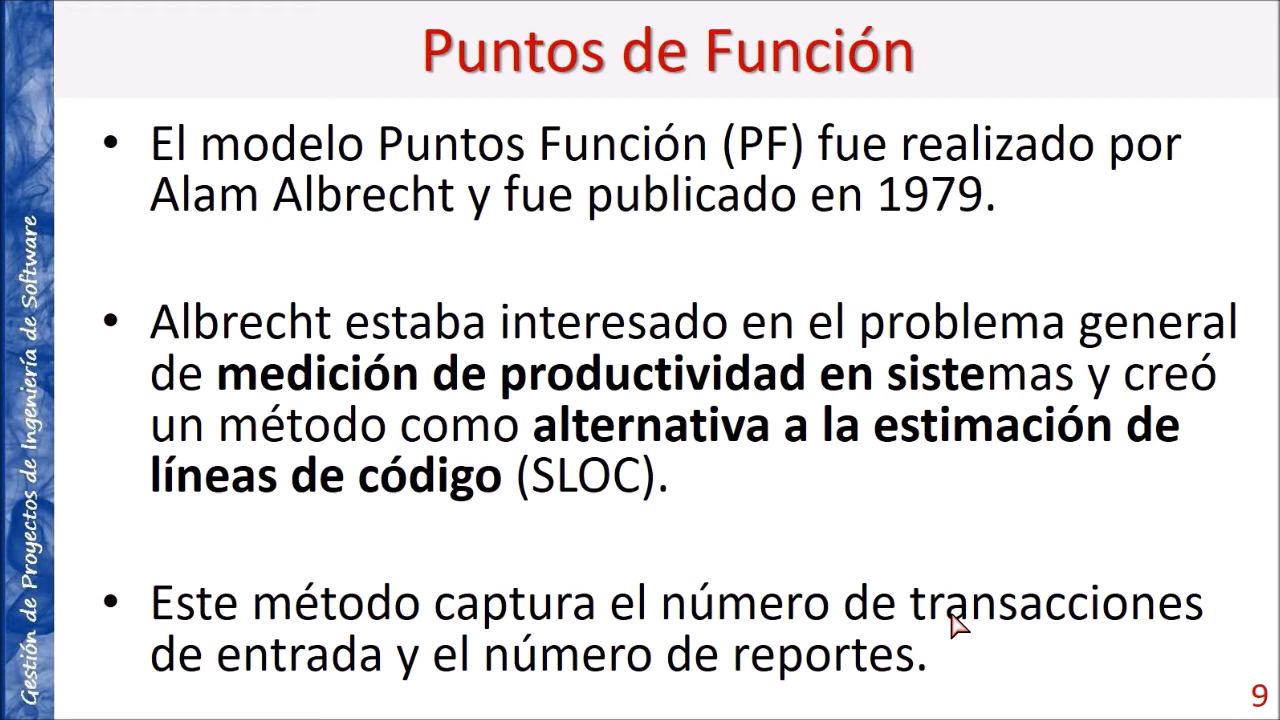 Puntos de Función
• El modelo Puntos Función (PF) fue realizado por
Alam Albrecht y fue publicado en 1979.
• Albrecht estaba interesado en el problema general
de medición de productividad en sistemas y creó
un método como alternativa a la estimación de
líneas de código (SLOC).
• Este método captura el número de transacciones
de entrada y el número de reportes.
Gestión de Proyectos de Ingeniería de Software
9